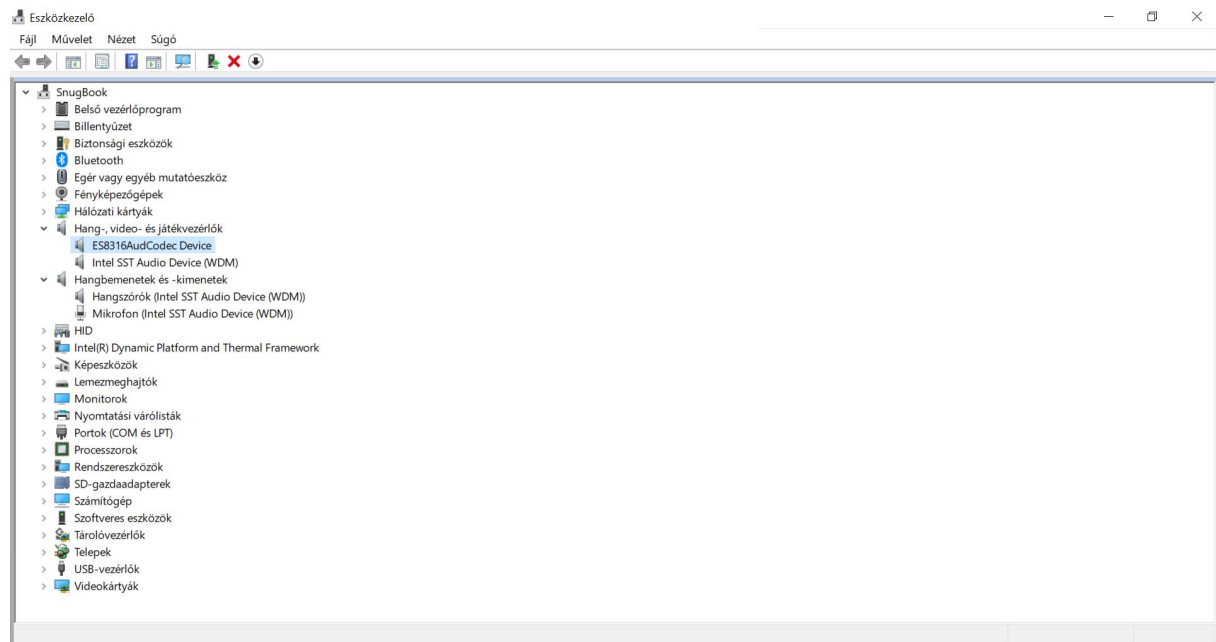 Eszközkezelő
Fájl Művelet Nézet Súgó
SnugBook
Belső vezérlőprogram
Billentyűzet
Biztonsági eszközök
Bluetooth
Egér vagy egyéb mutatóeszköz
Fényképezőgépek
Hálózati kártyák
Hang-, video- és játékvezérlők
ES8316AudCodec Device
Intel SST Audio Device (WDM)
Hangbemenetek és -kimenetek
Hangszórók (Intel SST Audio Device (WDM))
Mikrofon (Intel SST Audio Device (WDM))
HID
Intel(R) Dynamic Platform and Thermal Framework
Képeszközök
Lemezmeghajtók
Monitorok
Nyomtatási várólisták
Portok (COM és LPT)
Processzorok
Rendszereszközök
SD-gazdaadapterek
Számítógép
Szoftveres eszközök
Tárolóvezérlők
Telepek
USB-vezérlők
Videokártyák